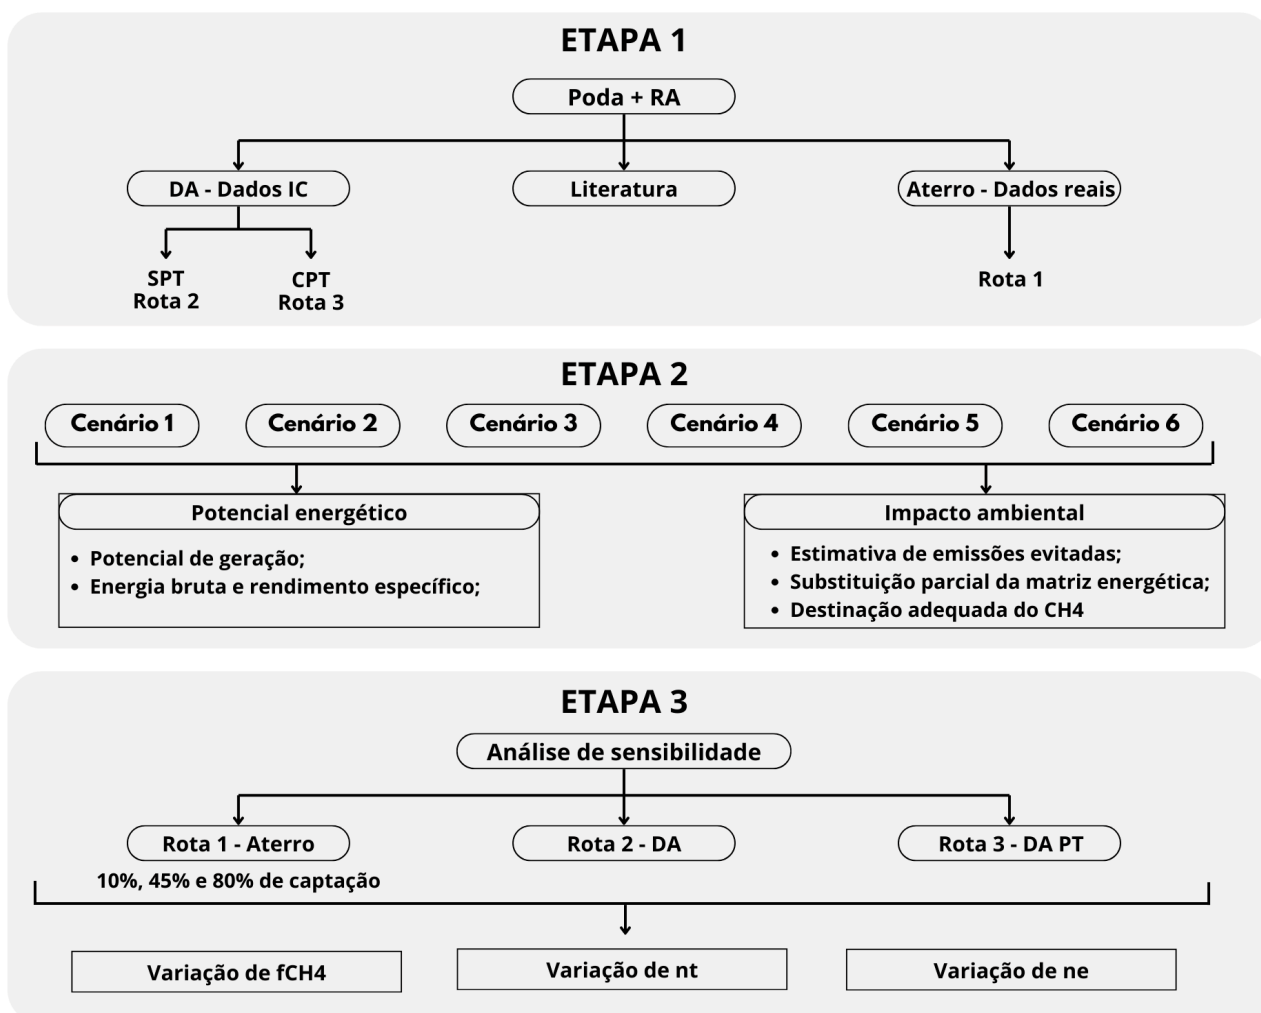 ETAPA 1
Poda + RA
DA - Dados IC
Literatura
Aterro - Dados reais
SPT
Rota 2
CPT
Rota 3
Rota 1
ETAPA 2
Cenário 1
Cenário 2
Cenário 3
Cenário 4
Cenário 5
Cenário 6
Potencial energético
• Potencial de geração;
• Energia bruta e rendimento específico;
Impacto ambiental
• Estimativa de emissões evitadas;
• Substituição parcial da matriz energética;
• Destinação adequada do CH4
ETAPA 3
Análise de sensibilidade
Rota 1 - Aterro
Rota 2 - DA
Rota 3 - DA PT
10%, 45% e 80% de captação
Variação de fCH4
Variação de nt
Variação de ne